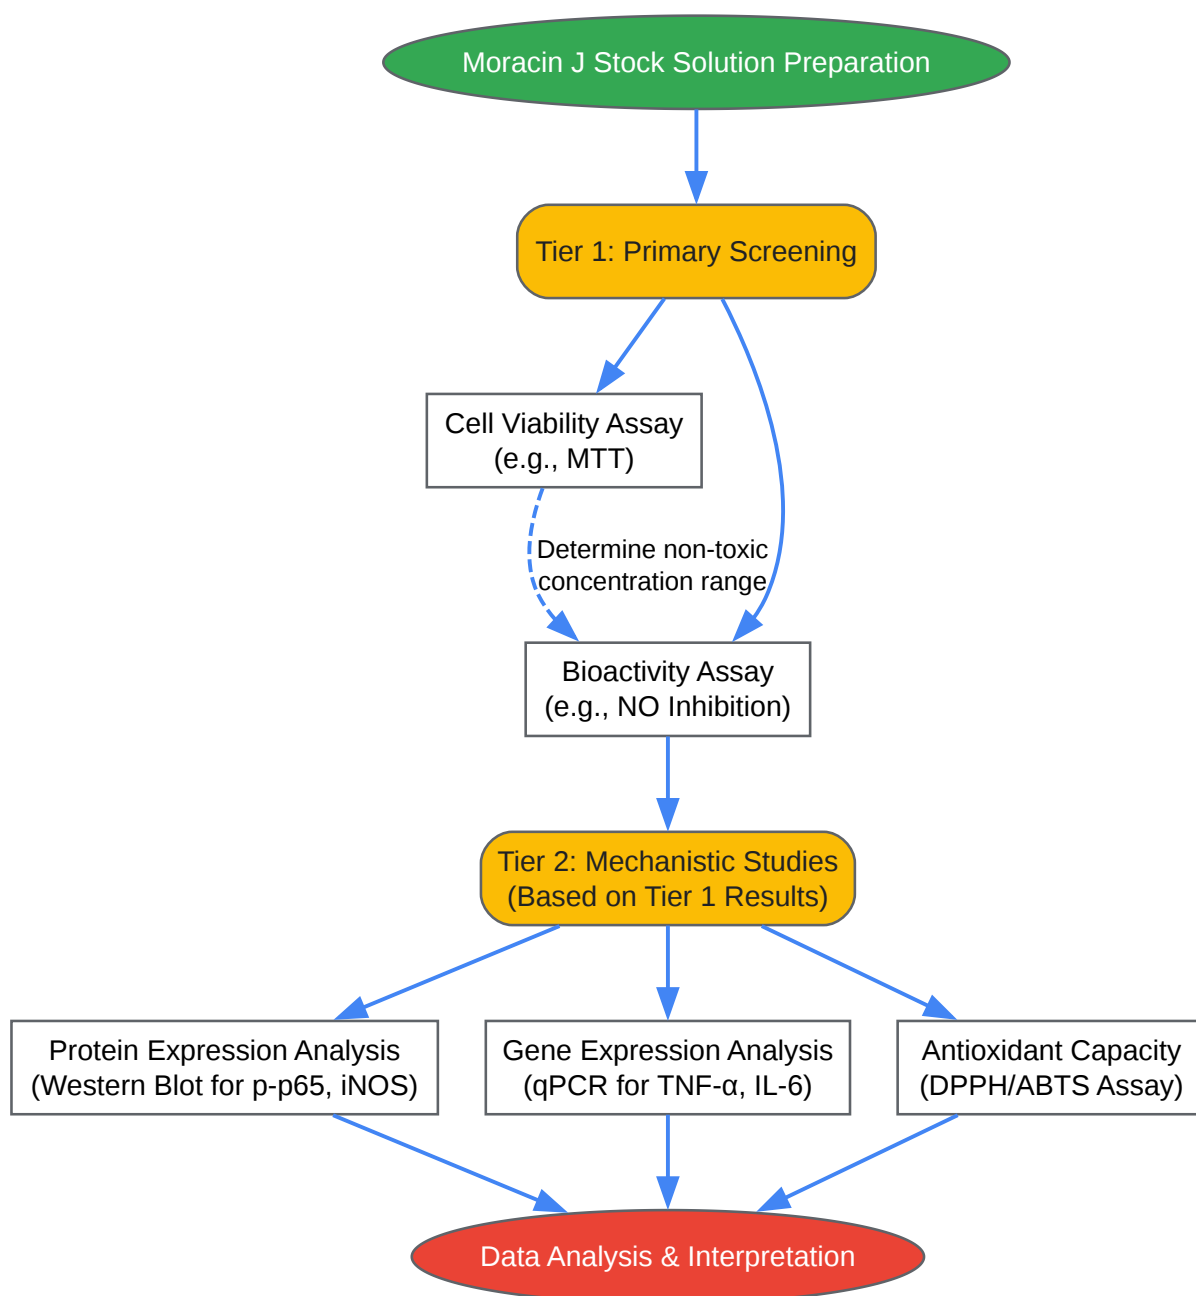 Moracin J Stock Solution Preparation
Tier 1: Primary Screening
Cell Viability Assay
(e.g., MTT)
Determine non-toxic
concentration range
Bioactivity Assay
(e.g., NO Inhibition)
Tier 2: Mechanistic Studies
(Based on Tier 1 Results)
Protein Expression Analysis
(Western Blot for p-p65, iNOS)
Gene Expression Analysis
(qPCR for TNF-α, IL-6)
Antioxidant Capacity
(DPPH/ABTS Assay)
Data Analysis & Interpretation